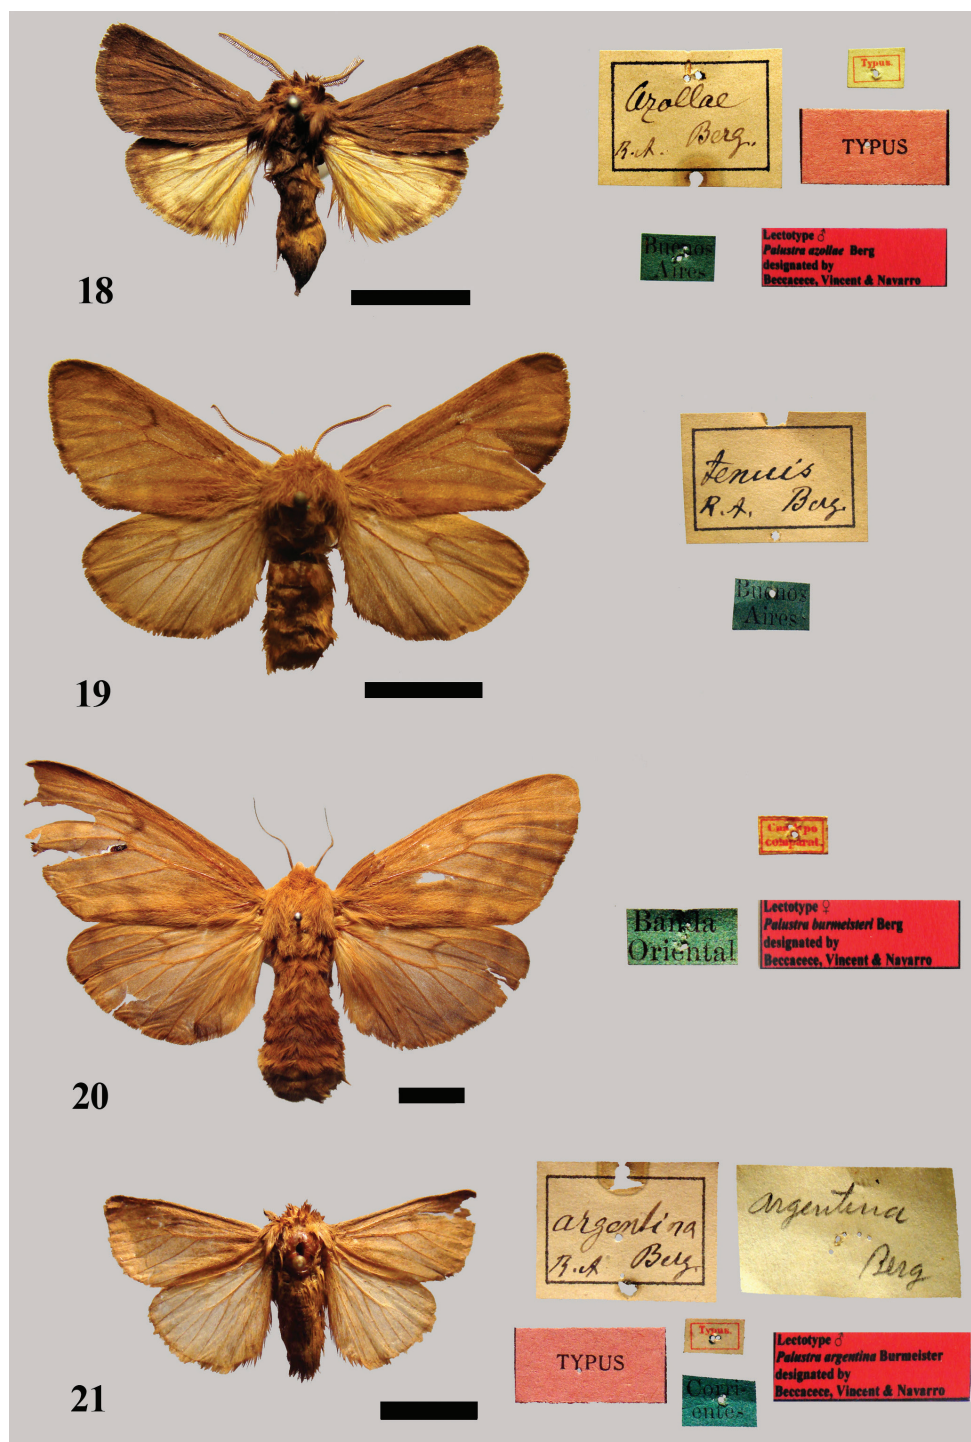 Azollae
R.A. Berg.
Typus.
TYPUS
Buenos
Aires
Lectotype ♂
Palustra azollae Berg
designated by
Beccacece, Vincent & Navarro
18
tenuis
R.A. Berg.
Buenos
Aires
19
comparat.
Banda
Oriental
Lectotype ♀
Palustra burmeisteri Berg
designated by
Beccacece, Vincent & Navarro
20
argentina
R.A Berg.
argentina
Berg
TYPUS
Typus.
Corri-
entes
Lectotype ♂
Palustra argentina Burmeister
designated by
Beccacece, Vincent & Navarro
21